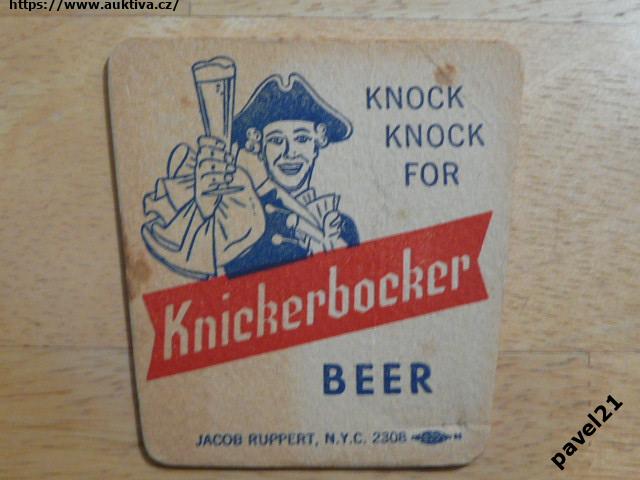 https://www.auktiva.cz/
KNOCK
KNOCK
FOR
Knickerbocker
BEER
JACOB RUPPERT, N.Y.C. 2308
pavel21